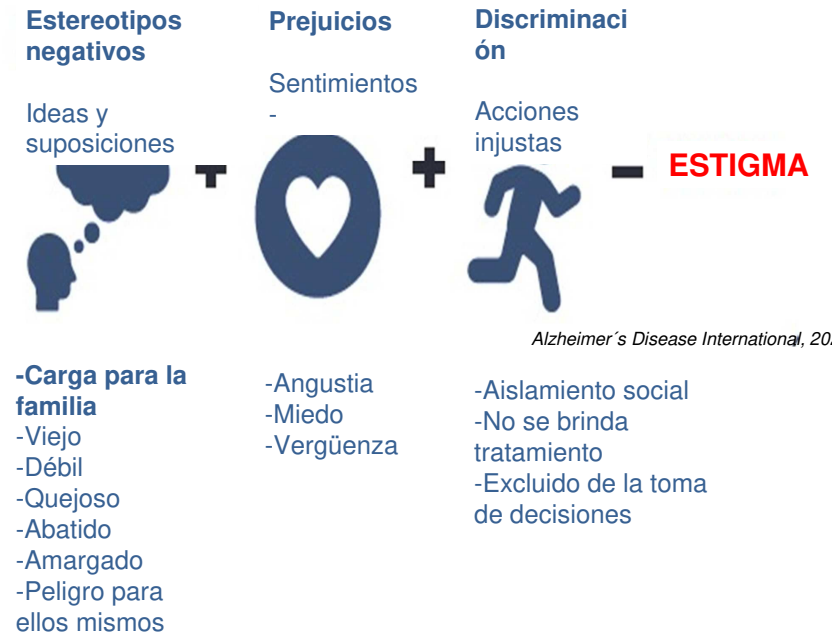 Estereotipos
negativos
Ideas y
suposiciones
Prejuicios
Sentimientos
-
Discriminaci
ón
Acciones
injustas
ESTIGMA
Alzheimer´s Disease International, 202
-Carga para la
familia
-Viejo
-Débil
-Quejoso
-Abatido
-Amargado
-Peligro para
ellos mismos
-Angustia
-Miedo
-Vergüenza
-Aislamiento social
-No se brinda
tratamiento
-Excluido de la toma
de decisiones